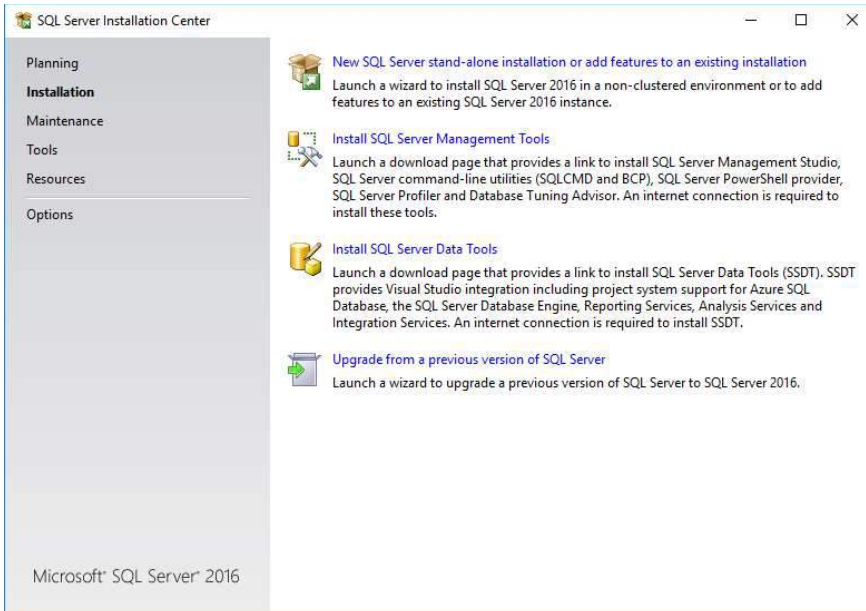 SQL Server Installation Center
Planning
Installation
Maintenance
Tools
Resources
Options
New SQL Server stand-alone installation or add features to an existing installation
Launch a wizard to install SQL Server 2016 in a non-clustered environment or to add
features to an existing SQL Server 2016 instance.
Install SQL Server Management Tools
Launch a download page that provides a link to install SQL Server Management Studio,
SQL Server command-line utilities (SQLCMD and BCP), SQL Server PowerShell provider,
SQL Server Profiler and Database Tuning Advisor. An internet connection is required to
install these tools.
Install SQL Server Data Tools
Launch a download page that provides a link to install SQL Server Data Tools (SSDT). SSDT
provides Visual Studio integration including project system support for Azure SQL
Database, the SQL Server Database Engine, Reporting Services, Analysis Services and
Integration Services. An internet connection is required to install SSDT.
Upgrade from a previous version of SQL Server
Launch a wizard to upgrade a previous version of SQL Server to SQL Server 2016.
Microsoft® SQL Server® 2016